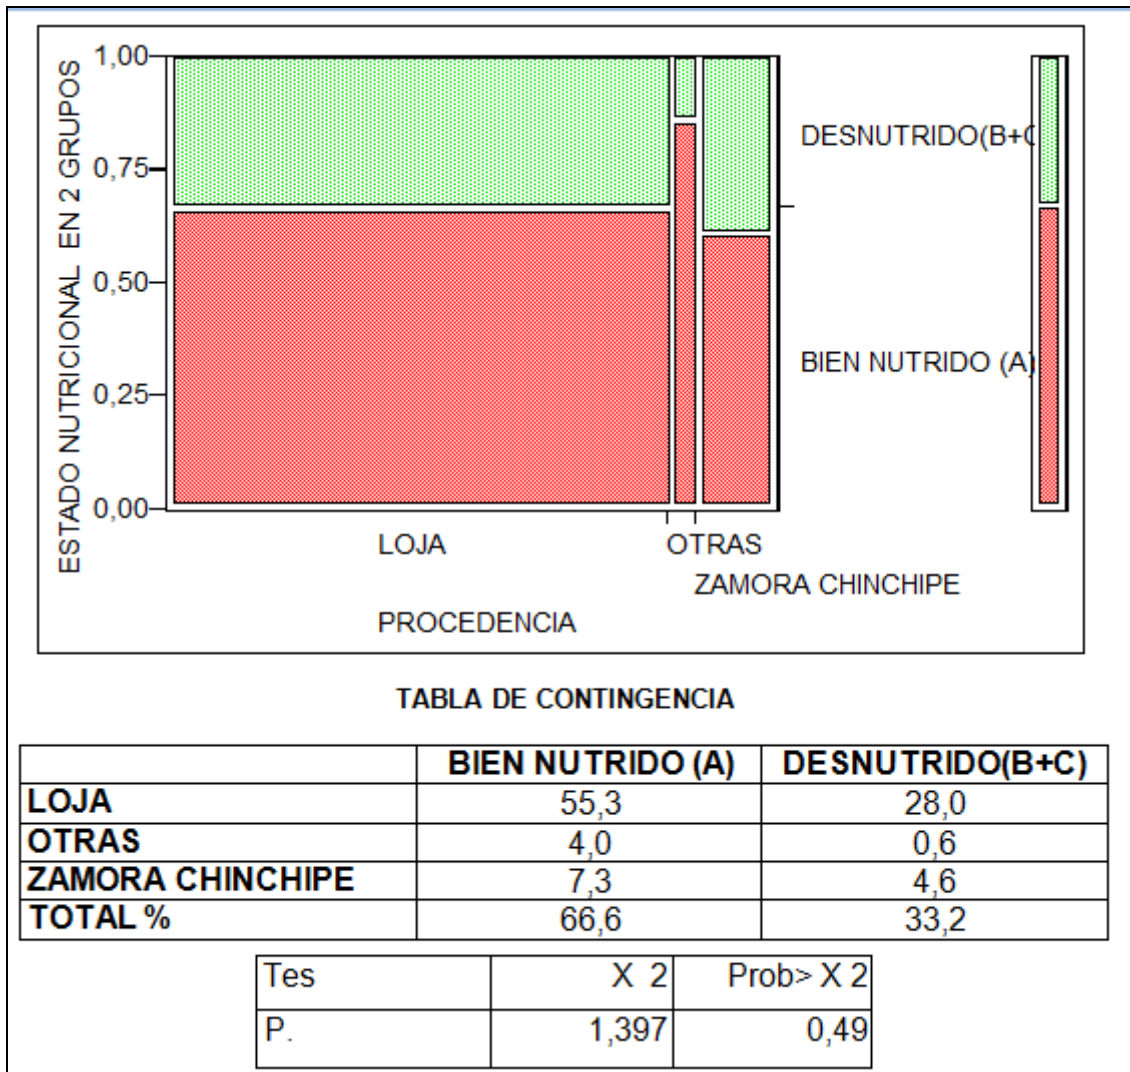 ESTADO NUTRICIONAL EN 2 GRUPOS
1,00
0,75
0,50
0,25
0,00
DESNUTRIDO(B+C
BIEN NUTRIDO (A)
LOJA
OTRAS
ZAMORA CHINCHIPE
PROCEDENCIA
TABLA DE CONTINGENCIA
BIEN NUTRIDO (A) DESNUTRIDO(B+C)
LOJA 55,3 28,0
OTRAS 4,0 0,6
ZAMORA CHINCHIPE 7,3 4,6
TOTAL % 66,6 33,2
Tes X 2 Prob> X 2
P. 1,397 0,49